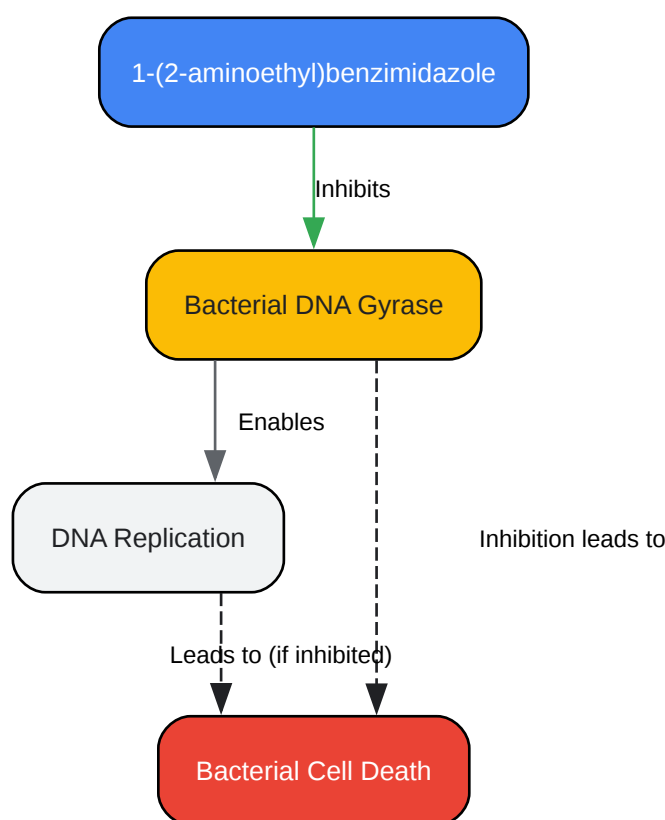 1-(2-aminoethyl)benzimidazole
Inhibits
Bacterial DNA Gyrase
Enables
DNA Replication
Inhibition leads to
Leads to (if inhibited)
Bacterial Cell Death